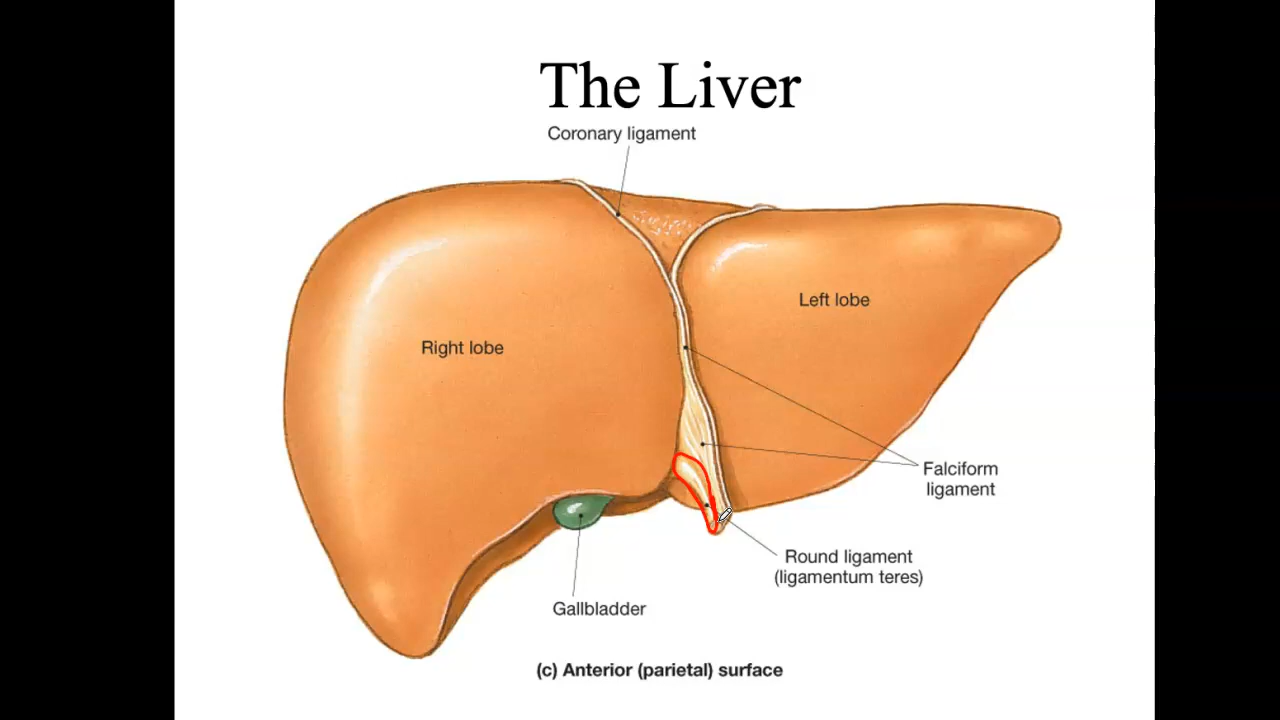 The Liver
Coronary ligament
Left lobe
Right lobe
Falciform
ligament
Round ligament
(ligamentum teres)
Gallbladder
(c) Anterior (parietal) surface